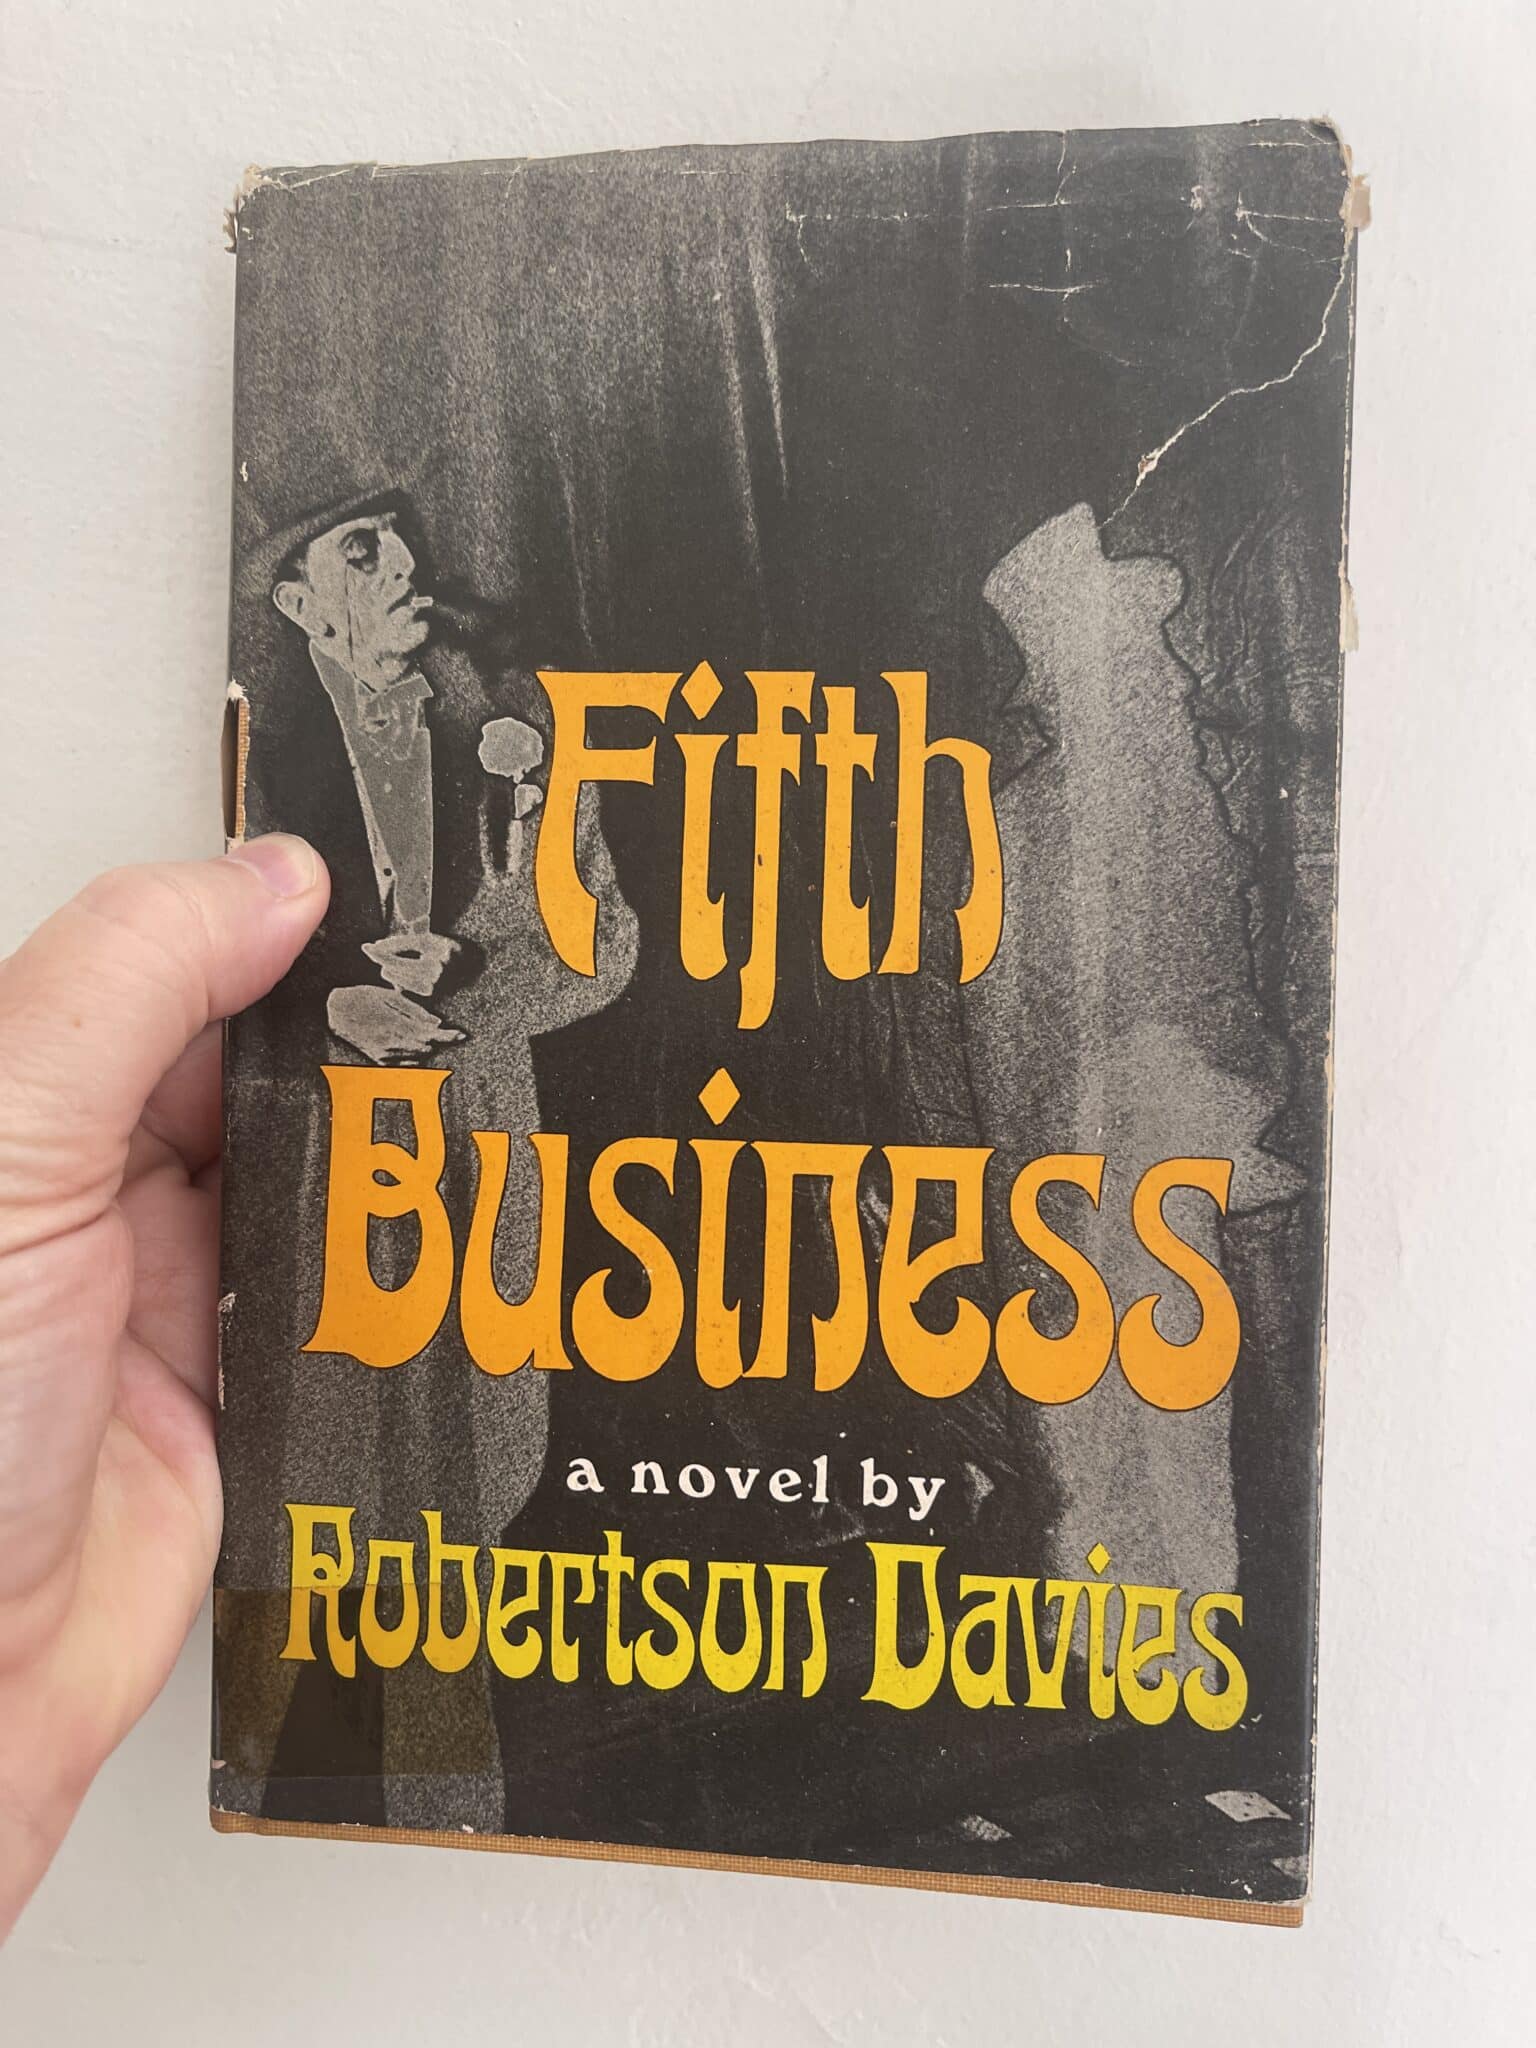 Fifth
Business
a novel by
Robertson Davies